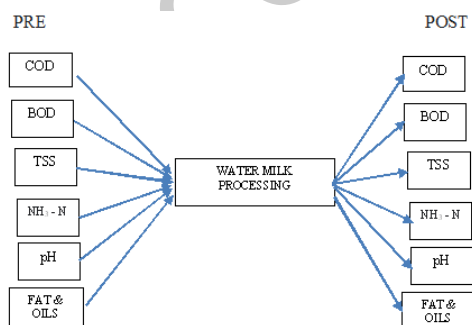 PRE
POST
COD
COD
BOD
BOD
TSS
TSS
WATER MILK
PROCESSING
NH₃ - N
NH₃ - N
pH
pH
FAT &
OILS
FAT &
OILS